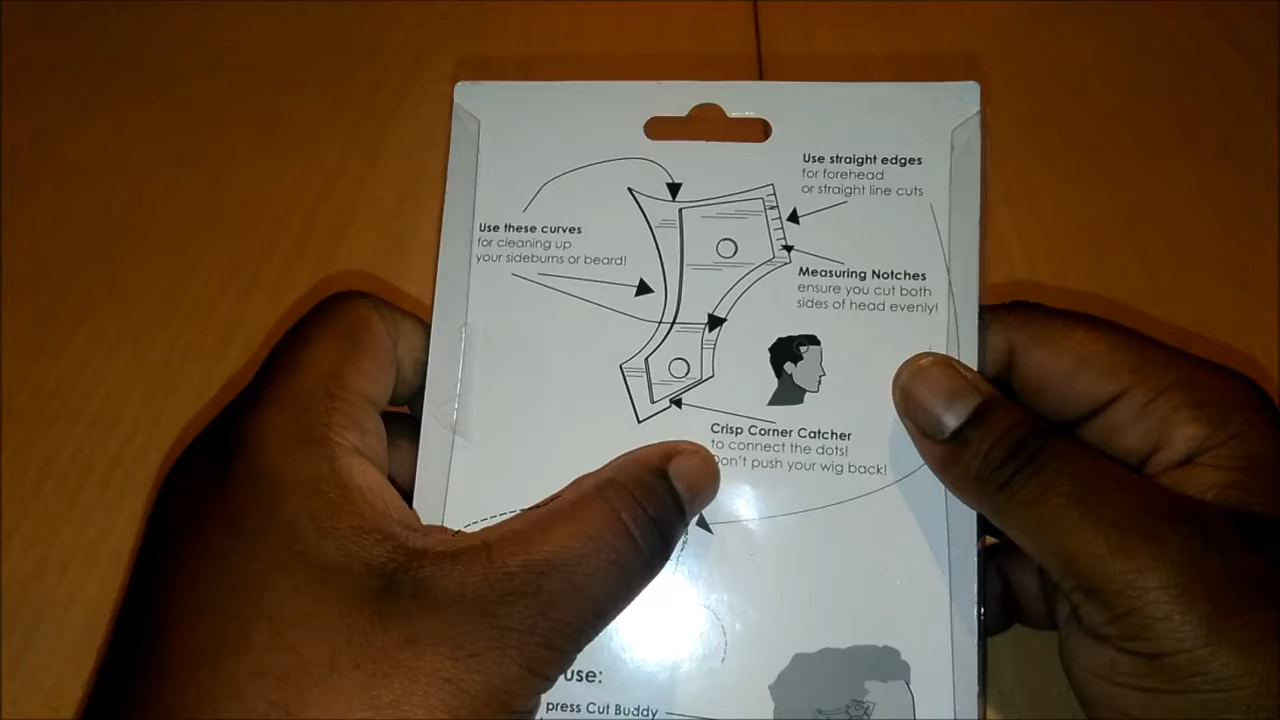 Use straight edges
for forehead
or straight line cuts
Use these curves
for cleaning up
your sideburns or beard!
Measuring Notches
ensure you cut both
sides of head evenly!
Crisp Corner Catcher
to connect the dots!
Don't push your wig back!
use:
press Cut Buddy